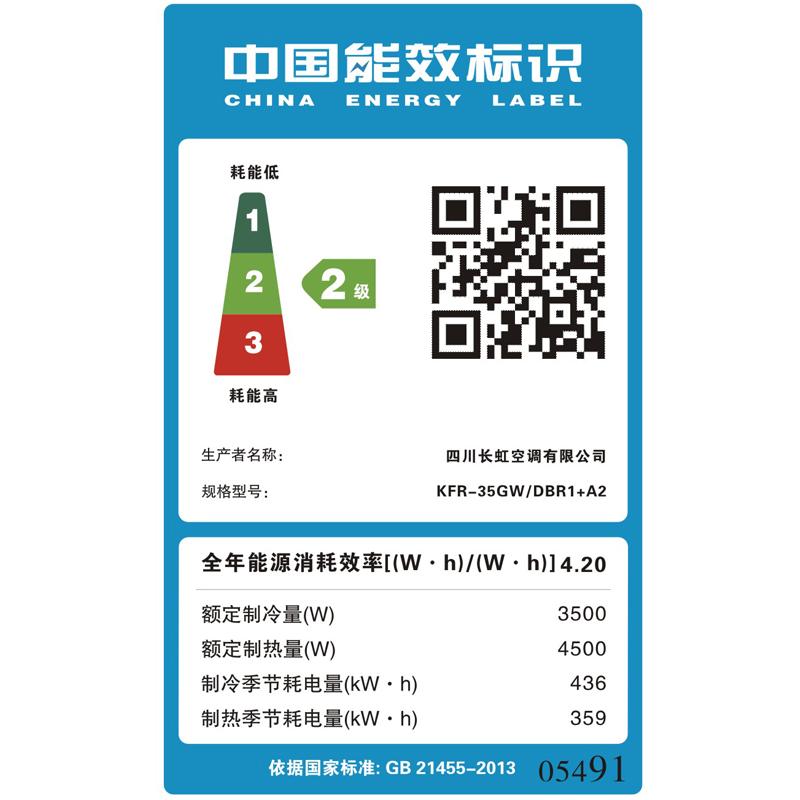 中国能效标识
CHINA ENERGY LABEL
耗能低
1
2
2级
3
耗能高
生产者名称: 四川长虹空调有限公司
规格型号: KFR-35GW/DBR1+A2
全年能源消耗效率[(W·h)/(W·h)] 4.20
额定制冷量(W) 3500
额定制热量(W) 4500
制冷季节耗电量(kW·h) 436
制热季节耗电量(kW·h) 359
依据国家标准: GB 21455-2013 05491